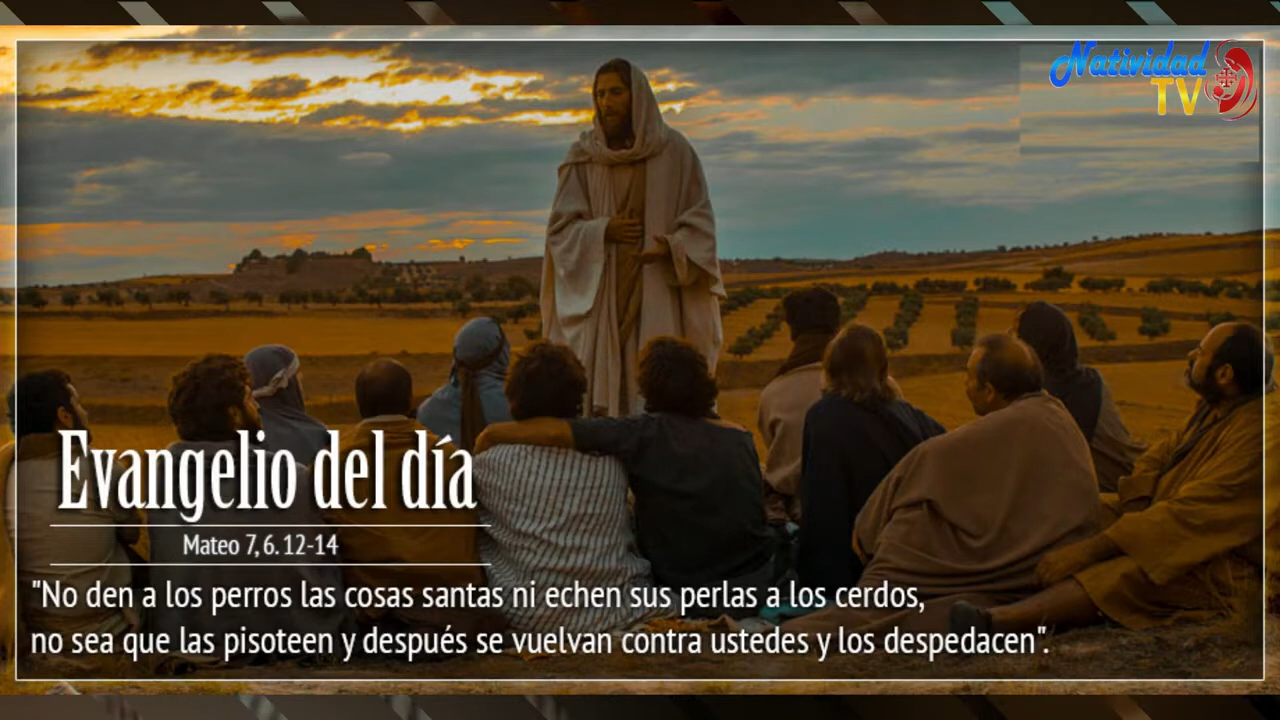 Natividad
TV
Evangelio del día
Mateo 7, 6. 12-14
"No den a los perros las cosas santas ni echen sus perlas a los cerdos,
no sea que las pisoteen y después se vuelvan contra ustedes y los despedacen".